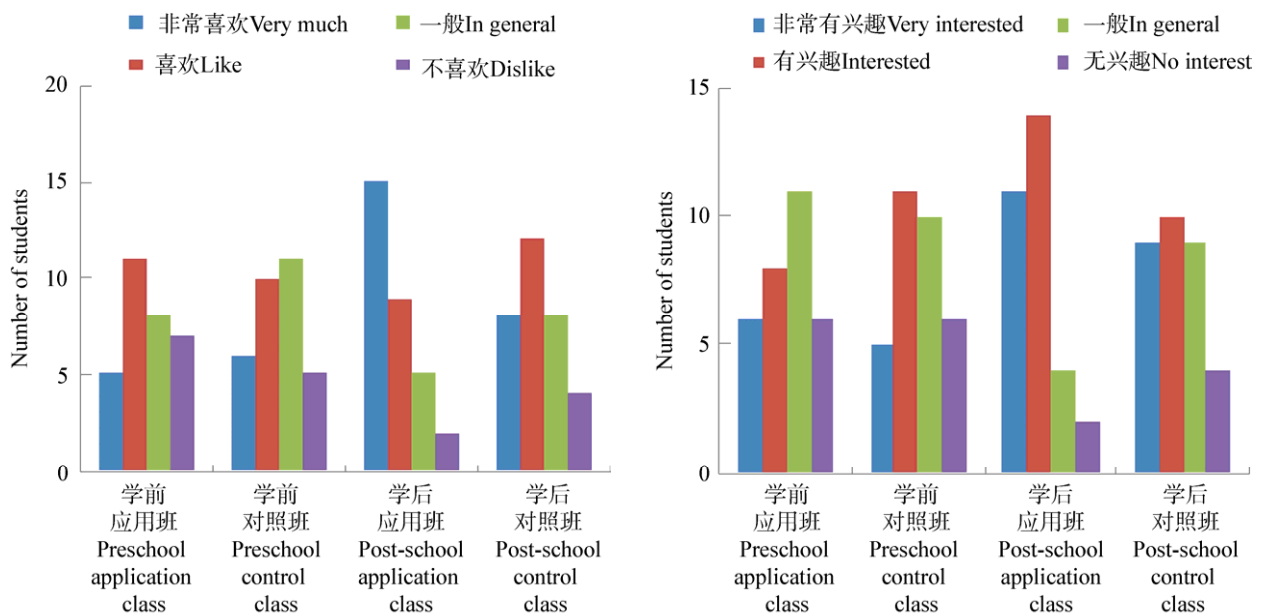 非常喜欢Very much
一般In general
喜欢Like
不喜欢Dislike
Number of students
20
15
10
5
0
学前
应用班
Preschool
application
class
学前
对照班
Preschool
control
class
学后
应用班
Post-school
application
class
学后
对照班
Post-school
control
class
非常有兴趣Very interested
一般In general
有兴趣Interested
无兴趣No interest
Number of students
15
10
5
0
学前
应用班
Preschool
application
class
学前
对照班
Preschool
control
class
学后
应用班
Post-school
application
class
学后
对照班
Post-school
control
class